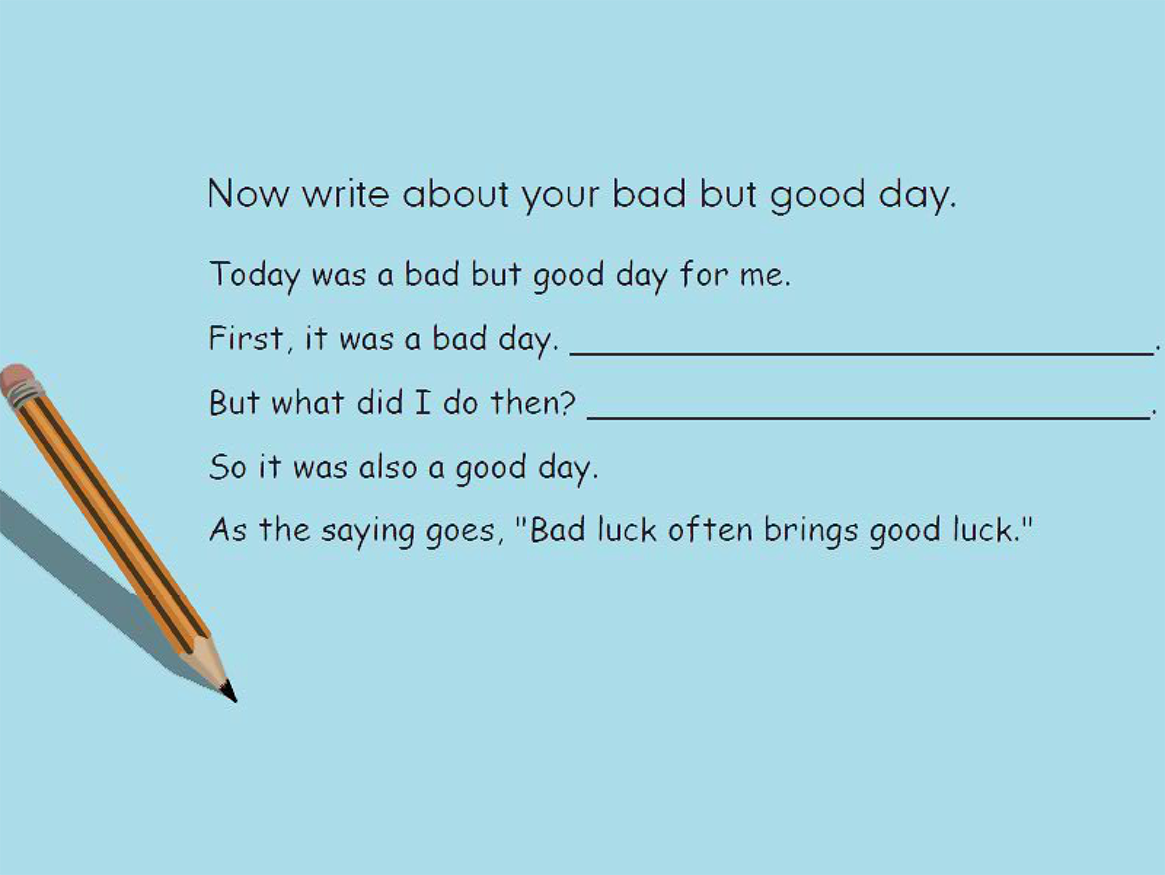 Now write about your bad but good day.
Today was a bad but good day for me.
First, it was a bad day. ______________________________.
But what did I do then? ______________________________.
So it was also a good day.
As the saying goes, "Bad luck often brings good luck."